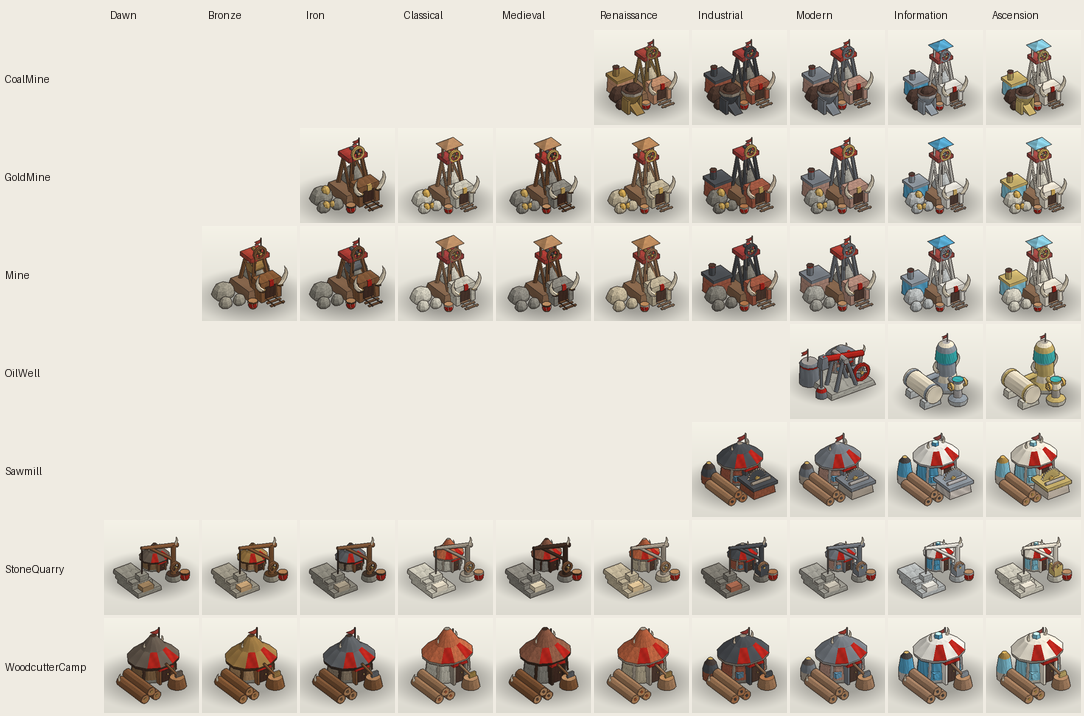 Dawn Bronze Iron Classical Medieval Renaissance Industrial Modern Information Ascension
CoalMine
GoldMine
Mine
OilWell
Sawmill
StoneQuarry
WoodcutterCamp